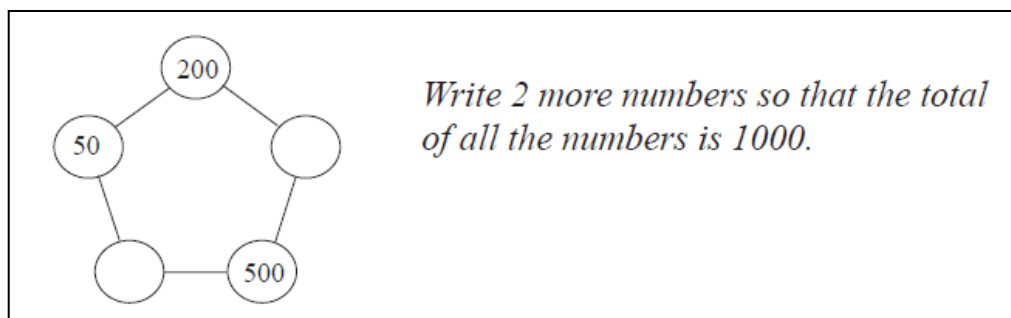 200
Write 2 more numbers so that the total
of all the numbers is 1000.
50
500